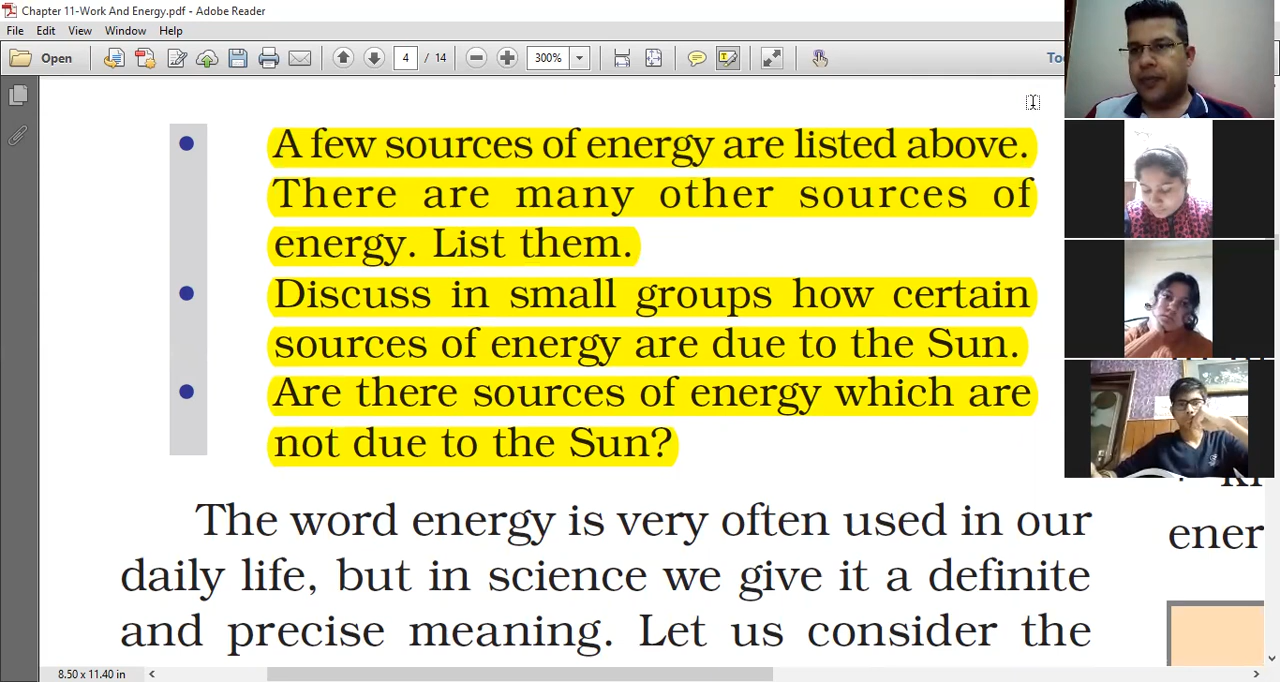 Chapter 11-Work And Energy.pdf - Adobe Reader
File Edit View Window Help
Open 4 / 14 300%
A few sources of energy are listed above.
There are many other sources of
energy. List them.
Discuss in small groups how certain
sources of energy are due to the Sun.
Are there sources of energy which are
not due to the Sun?
The word energy is very often used in our
daily life, but in science we give it a definite
and precise meaning. Let us consider the
ener
8.50 x 11.40 in